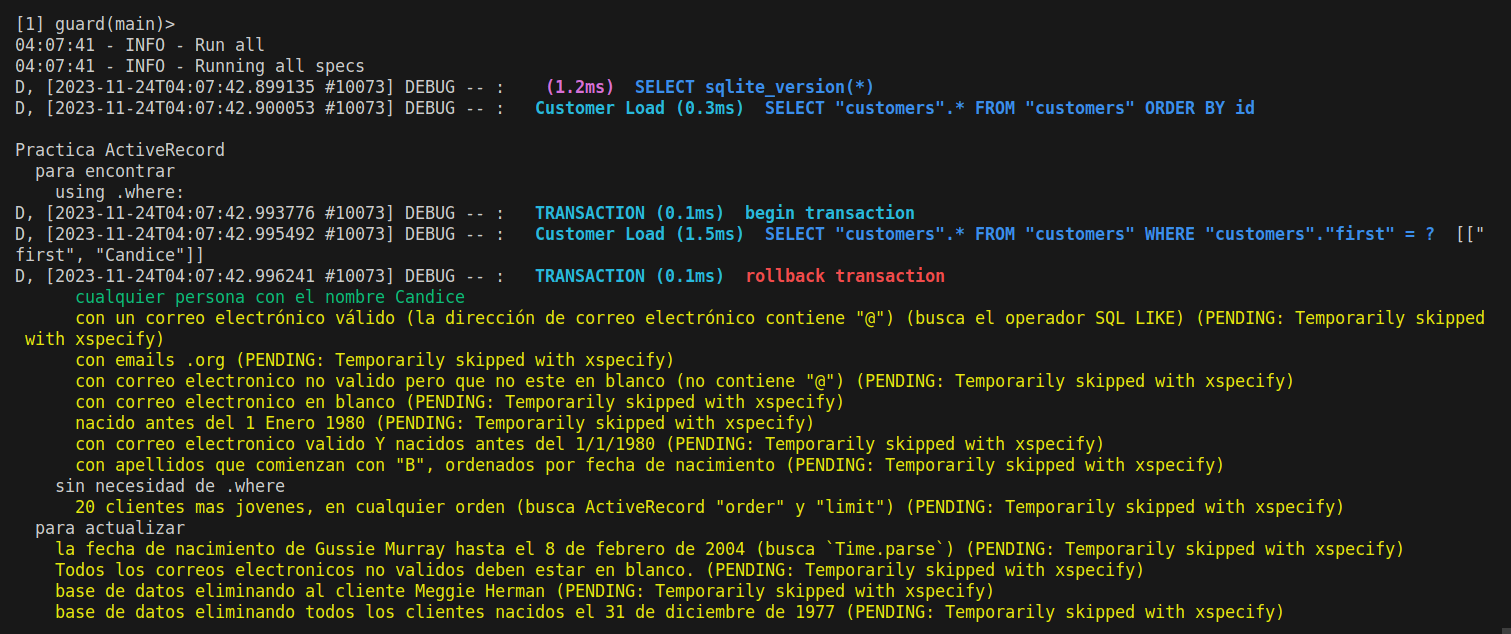 [1] guard(main)>
04:07:41 - INFO - Run all
04:07:41 - INFO - Running all specs
D, [2023-11-24T04:07:42.899135 #10073] DEBUG -- :    (1.2ms)  SELECT sqlite_version(*)
D, [2023-11-24T04:07:42.900053 #10073] DEBUG -- :   Customer Load (0.3ms)  SELECT "customers".* FROM "customers" ORDER BY id
Practica ActiveRecord
  para encontrar
    using .where:
D, [2023-11-24T04:07:42.993776 #10073] DEBUG -- :   TRANSACTION (0.1ms)  begin transaction
D, [2023-11-24T04:07:42.995492 #10073] DEBUG -- :   Customer Load (1.5ms)  SELECT "customers".* FROM "customers" WHERE "customers"."first" = ?  [["
first", "Candice"]]
D, [2023-11-24T04:07:42.996241 #10073] DEBUG -- :   TRANSACTION (0.1ms)  rollback transaction
      cualquier persona con el nombre Candice
      con un correo electrónico válido (la dirección de correo electrónico contiene "@") (busca el operador SQL LIKE) (PENDING: Temporarily skipped
 with xspecify)
      con emails .org (PENDING: Temporarily skipped with xspecify)
      con correo electronico no valido pero que no este en blanco (no contiene "@") (PENDING: Temporarily skipped with xspecify)
      con correo electronico en blanco (PENDING: Temporarily skipped with xspecify)
      nacido antes del 1 Enero 1980 (PENDING: Temporarily skipped with xspecify)
      con correo electronico valido Y nacidos antes del 1/1/1980 (PENDING: Temporarily skipped with xspecify)
      con apellidos que comienzan con "B", ordenados por fecha de nacimiento (PENDING: Temporarily skipped with xspecify)
    sin necesidad de .where
      20 clientes mas jovenes, en cualquier orden (busca ActiveRecord "order" y "limit") (PENDING: Temporarily skipped with xspecify)
  para actualizar
    la fecha de nacimiento de Gussie Murray hasta el 8 de febrero de 2004 (busca `Time.parse`) (PENDING: Temporarily skipped with xspecify)
    Todos los correos electronicos no validos deben estar en blanco. (PENDING: Temporarily skipped with xspecify)
    base de datos eliminando al cliente Meggie Herman (PENDING: Temporarily skipped with xspecify)
    base de datos eliminando todos los clientes nacidos el 31 de diciembre de 1977 (PENDING: Temporarily skipped with xspecify)